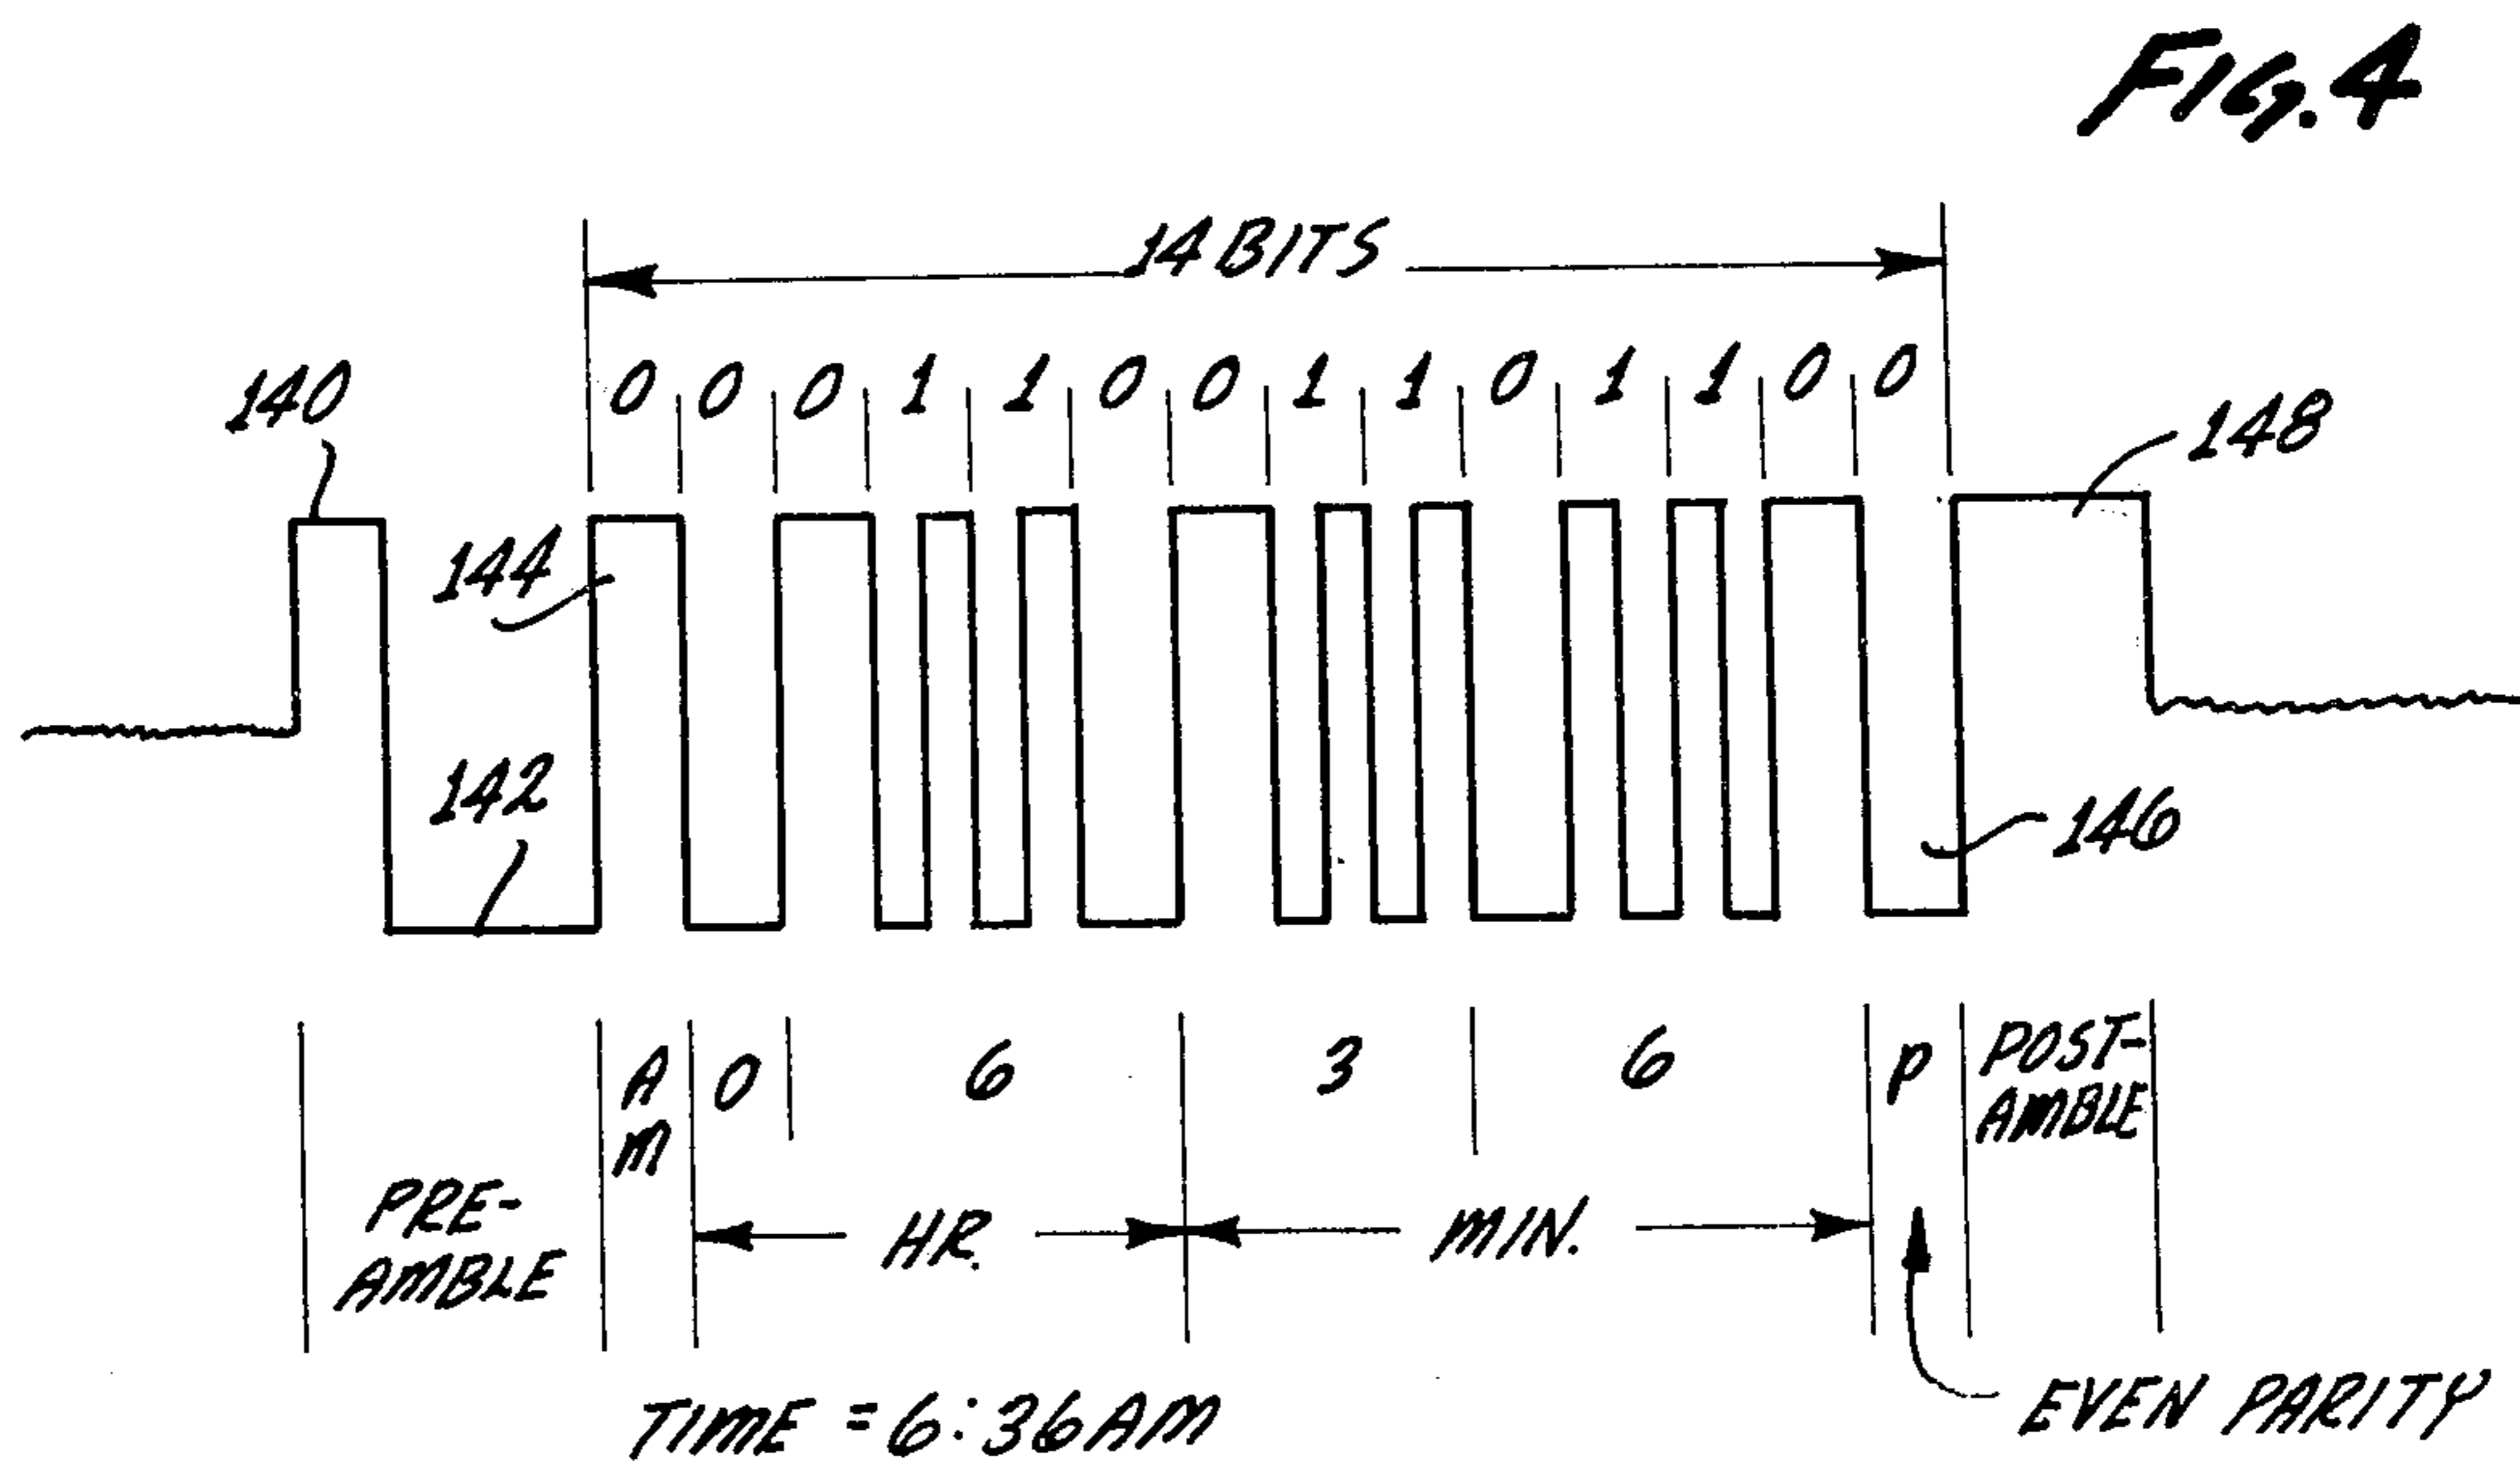 FIG. 4
14 BITS
0 0 0 1 1 0 0 1 1 0 1 1 0 0
140
148
144
142
146
AM 0 6 3 6 P POST-
AMBLE
PRE-
AMBLE
HR. MIN.
EVEN PARITY
TIME = 6:36 AM